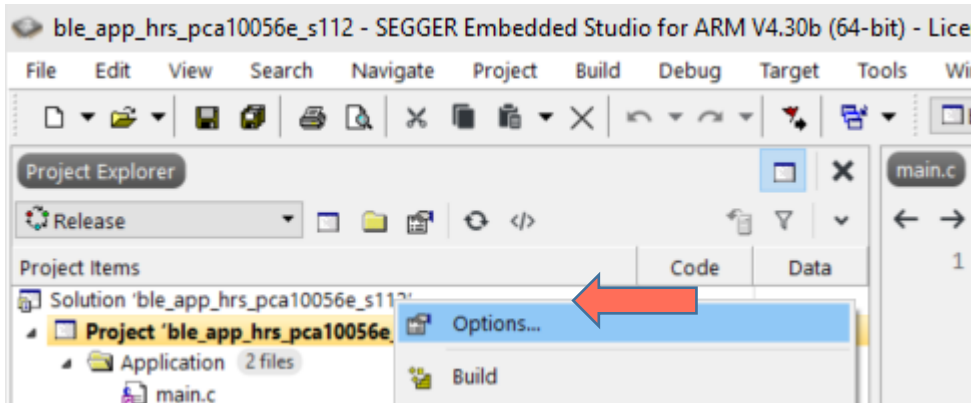 ble_app_hrs_pca10056e_s112 - SEGGER Embedded Studio for ARM V4.30b (64-bit) - Lice
File Edit View Search Navigate Project Build Debug Target Tools Wi
Project Explorer
main.c
Release
Project Items Code Data
1
Solution 'ble_app_hrs_pca10056e_s112'
Project 'ble_app_hrs_pca10056e_
Options...
Application 2 files
Build
main.c